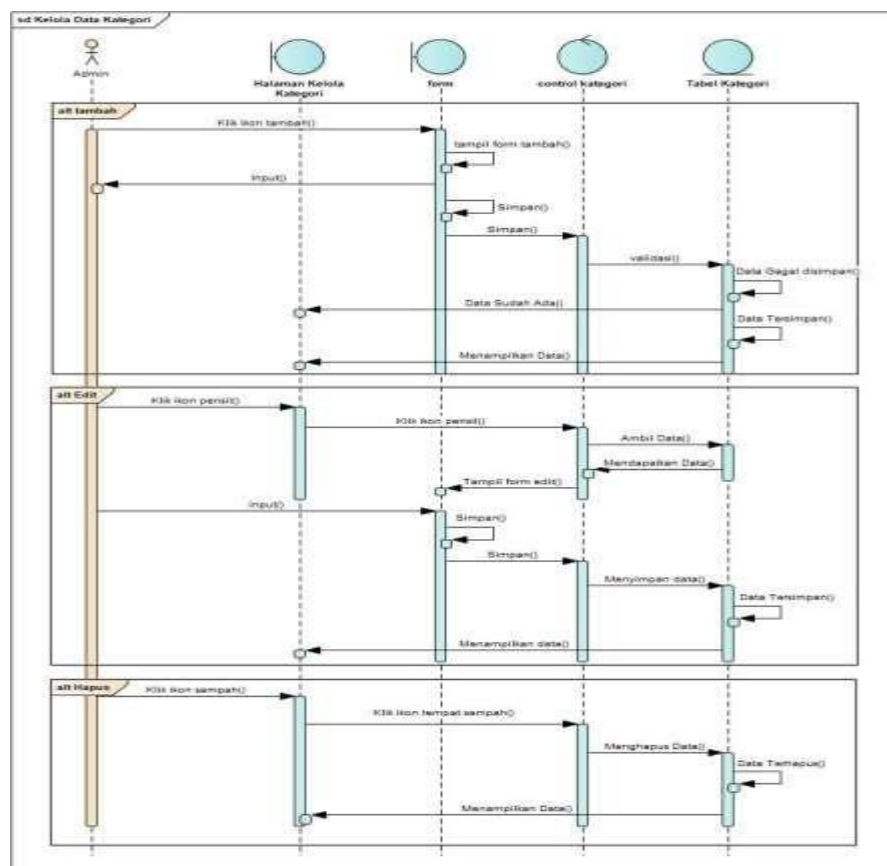 sd Kelola Data Kategori
Admin
Halaman Kelola
Kategori
form
control kategori
Tabel Kategori
alt tambah
Klik ikon tambah()
tampil form tambah()
Input()
Simpan()
Simpan()
validasi()
Data Gagal disimpan()
Data Sudah Ada()
Data Tersimpan()
Menampilkan Data()
alt Edit
Klik ikon pensil()
Klik ikon pensil()
Ambil Data()
Mendapatkan Data()
Tampil form edit()
Input()
Simpan()
Simpan()
Menyimpan data()
Data Tersimpan()
Menampilkan data()
alt Hapus
Klik ikon sampah()
Klik ikon tempat sampah()
Menghapus Data()
Data Terhapus()
Menampilkan Data()